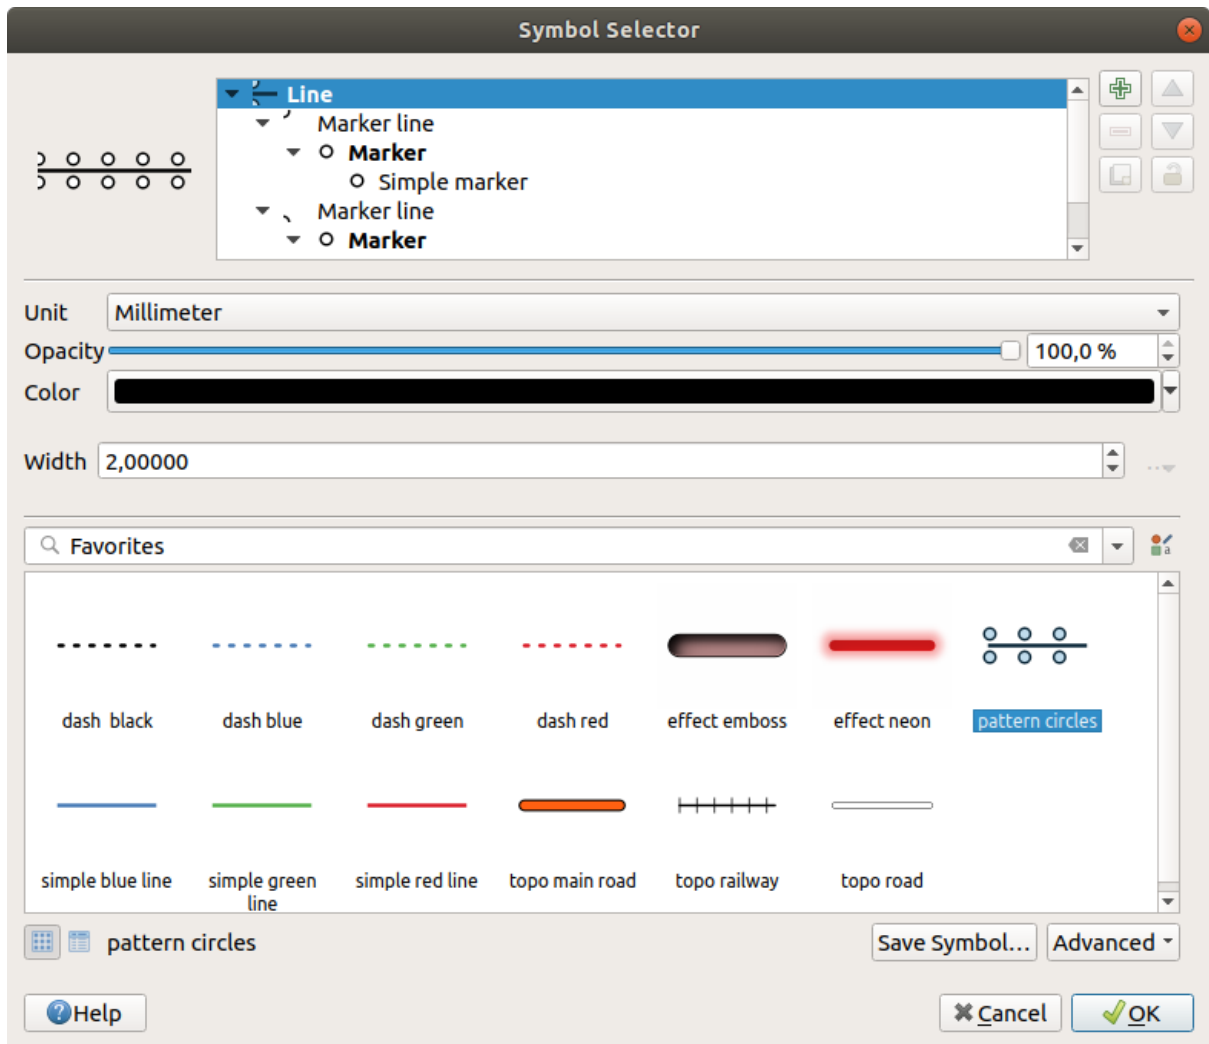 Symbol Selector
Line
Marker line
Marker
Simple marker
Marker line
Marker
Unit Millimeter
Opacity 100,0 %
Color
Width 2,00000
Favorites
dash  black dash blue dash green dash red effect emboss effect neon pattern circles
simple blue line simple green line simple red line topo main road topo railway topo road
pattern circles Save Symbol... Advanced
Help Cancel OK